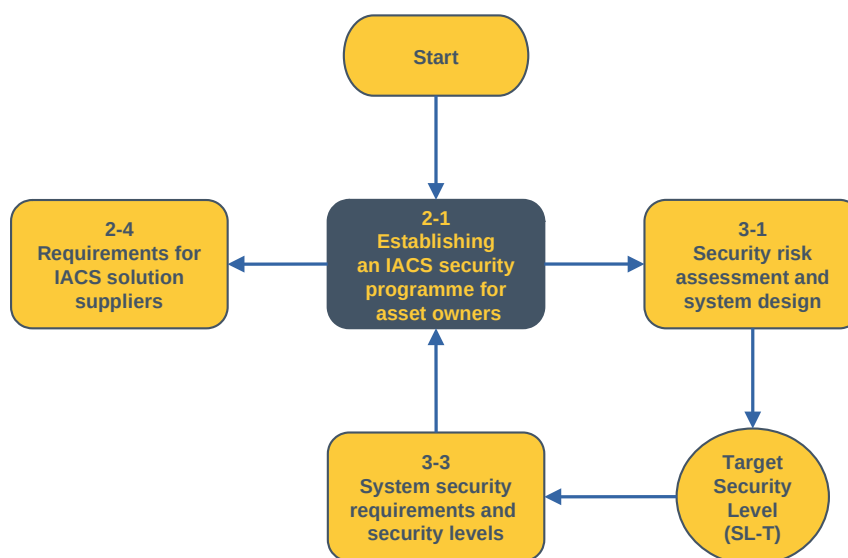 Start
2-4
Requirements for
IACS solution
suppliers
2-1
Establishing
an IACS security
programme for
asset owners
3-1
Security risk
assessment and
system design
3-3
System security
requirements and
security levels
Target
Security
Level
(SL-T)